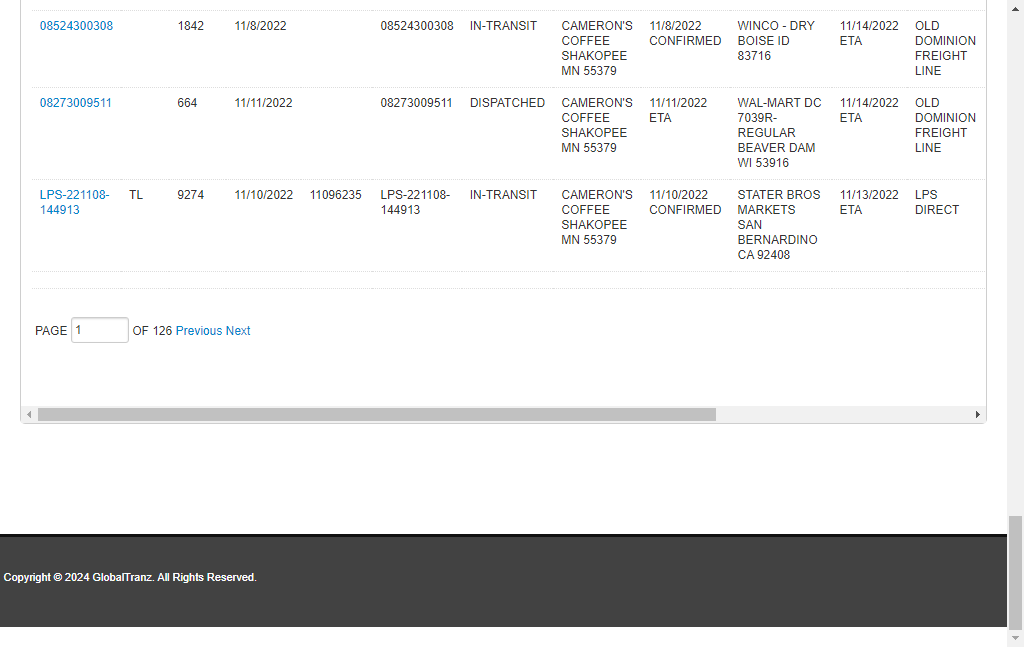 08524300308 1842 11/8/2022 08524300308 IN-TRANSIT CAMERON'S 11/8/2022 WINCO - DRY 11/14/2022 OLD
COFFEE CONFIRMED BOISE ID ETA DOMINION
SHAKOPEE 83716 FREIGHT
MN 55379 LINE
08273009511 664 11/11/2022 08273009511 DISPATCHED CAMERON'S 11/11/2022 WAL-MART DC 11/14/2022 OLD
COFFEE ETA 7039R- ETA DOMINION
SHAKOPEE REGULAR FREIGHT
MN 55379 BEAVER DAM LINE
WI 53916
LPS-221108- TL 9274 11/10/2022 11096235 LPS-221108- IN-TRANSIT CAMERON'S 11/10/2022 STATER BROS 11/13/2022 LPS
144913 144913 COFFEE CONFIRMED MARKETS ETA DIRECT
SHAKOPEE SAN
MN 55379 BERNARDINO
CA 92408
PAGE 1 OF 126 Previous Next
Copyright © 2024 GlobalTranz. All Rights Reserved.